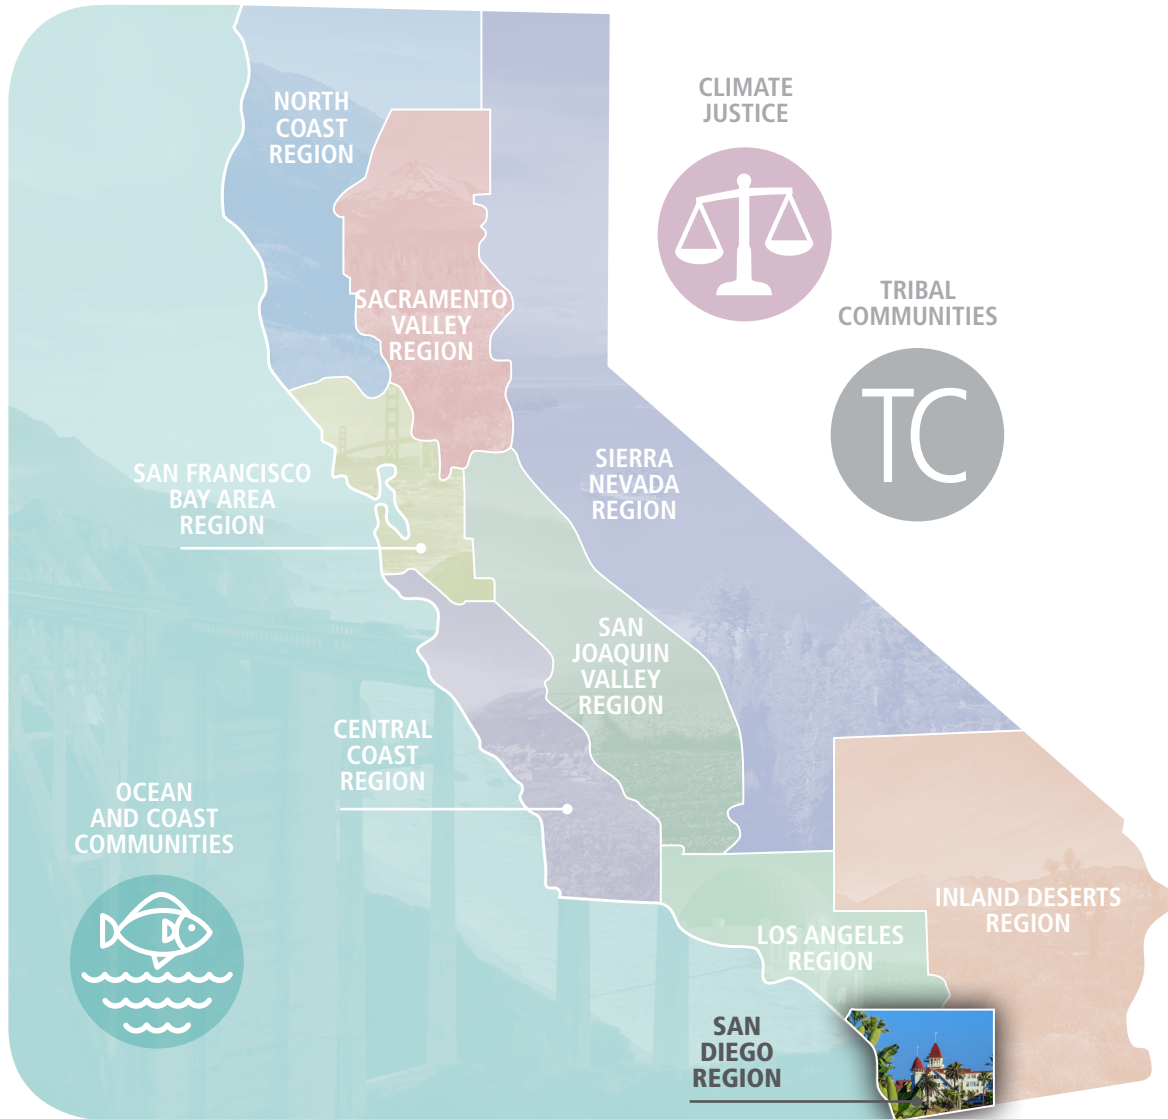 NORTH
COAST
REGION
CLIMATE
JUSTICE
SACRAMENTO
VALLEY
REGION
TRIBAL
COMMUNITIES
TC
SAN FRANCISCO
BAY AREA
REGION
SIERRA
NEVADA
REGION
SAN
JOAQUIN
VALLEY
REGION
CENTRAL
COAST
REGION
OCEAN
AND COAST
COMMUNITIES
INLAND DESERTS
REGION
LOS ANGELES
REGION
SAN
DIEGO
REGION